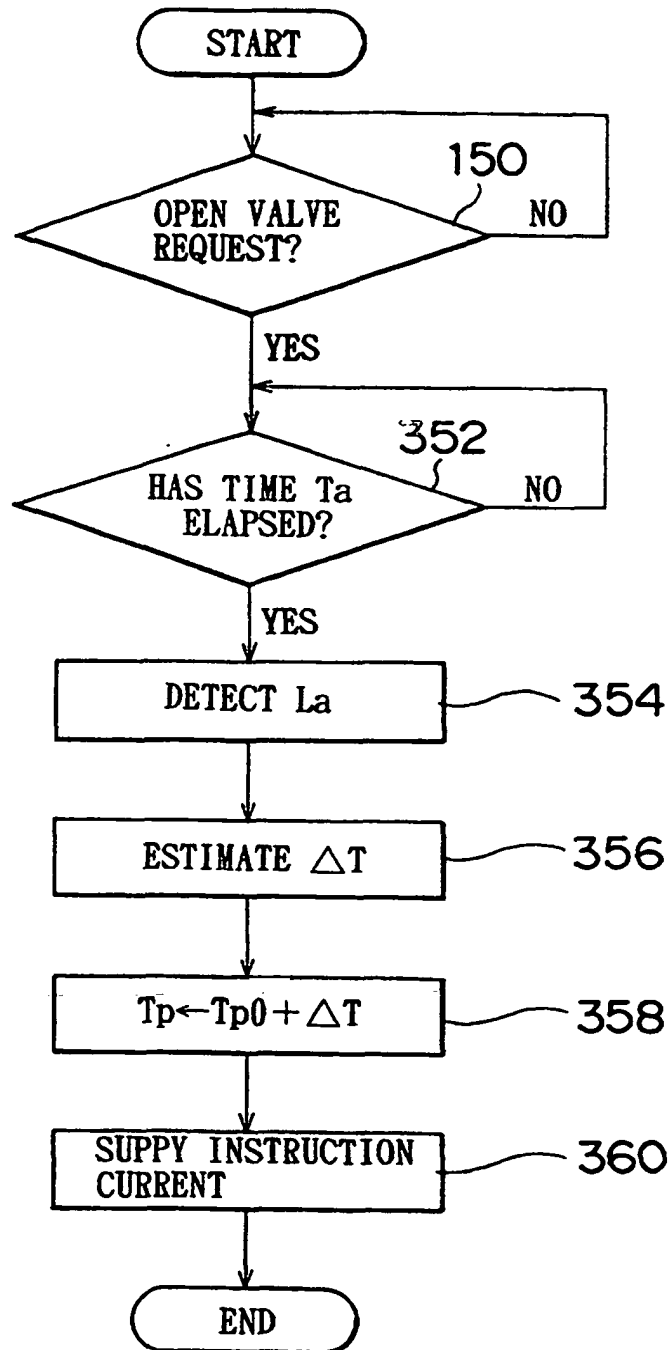 START
150
OPEN VALVE
REQUEST?
NO
YES
352
HAS TIME Ta
ELAPSED?
NO
YES
DETECT La
354
ESTIMATE △T
356
Tp←Tp0+△T
358
SUPPY INSTRUCTION
CURRENT
360
END